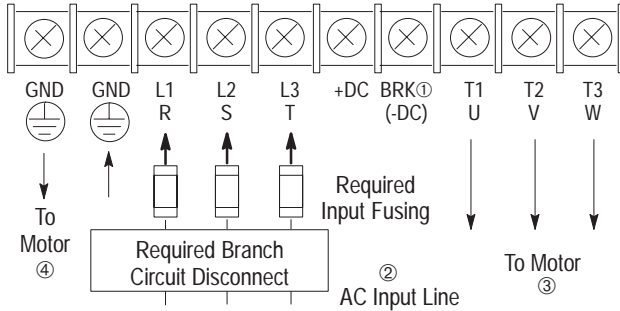 GND GND L1 L2 L3 +DC BRK① T1 T2 T3
R S T (-DC) U V W
Required
Input Fusing
To
Motor
④
Required Branch
Circuit Disconnect
②
AC Input Line
To Motor
③